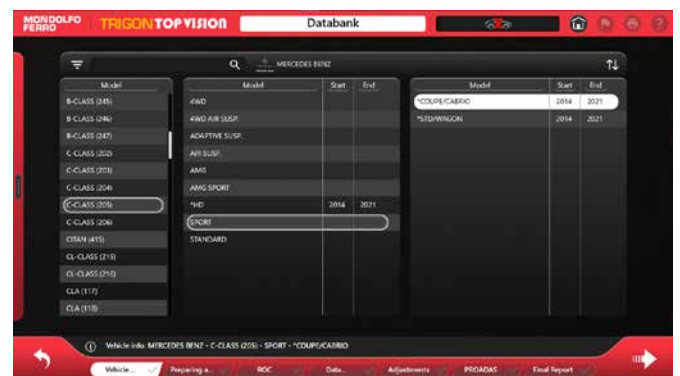 MONDOLFO
FERRO
TRIGON TOP VISION
Databank
MERCEDES BENZ
Model
B-CLASS (245)
B-CLASS (246)
B-CLASS (247)
C-CLASS (202)
C-CLASS (203)
C-CLASS (204)
C-CLASS (205)
C-CLASS (206)
CITAN (415)
CL-CLASS (215)
CL-CLASS (216)
CLA (117)
CLA (118)
Model Start End
4WD
4WD AIR SUSP.
ADAPTIVE SUSP.
AIR SUSP.
AMG
AMG SPORT
*HD 2014 2021
SPORT
STANDARD
Model Start End
*COUPE/CABRIO 2014 2021
*STD/WAGON 2014 2021
Vehicle info: MERCEDES BENZ - C-CLASS (205) - SPORT - *COUPE/CABRIO
Vehicle... Preparing a... ROC Data... Adjustments PROADAS Final Report